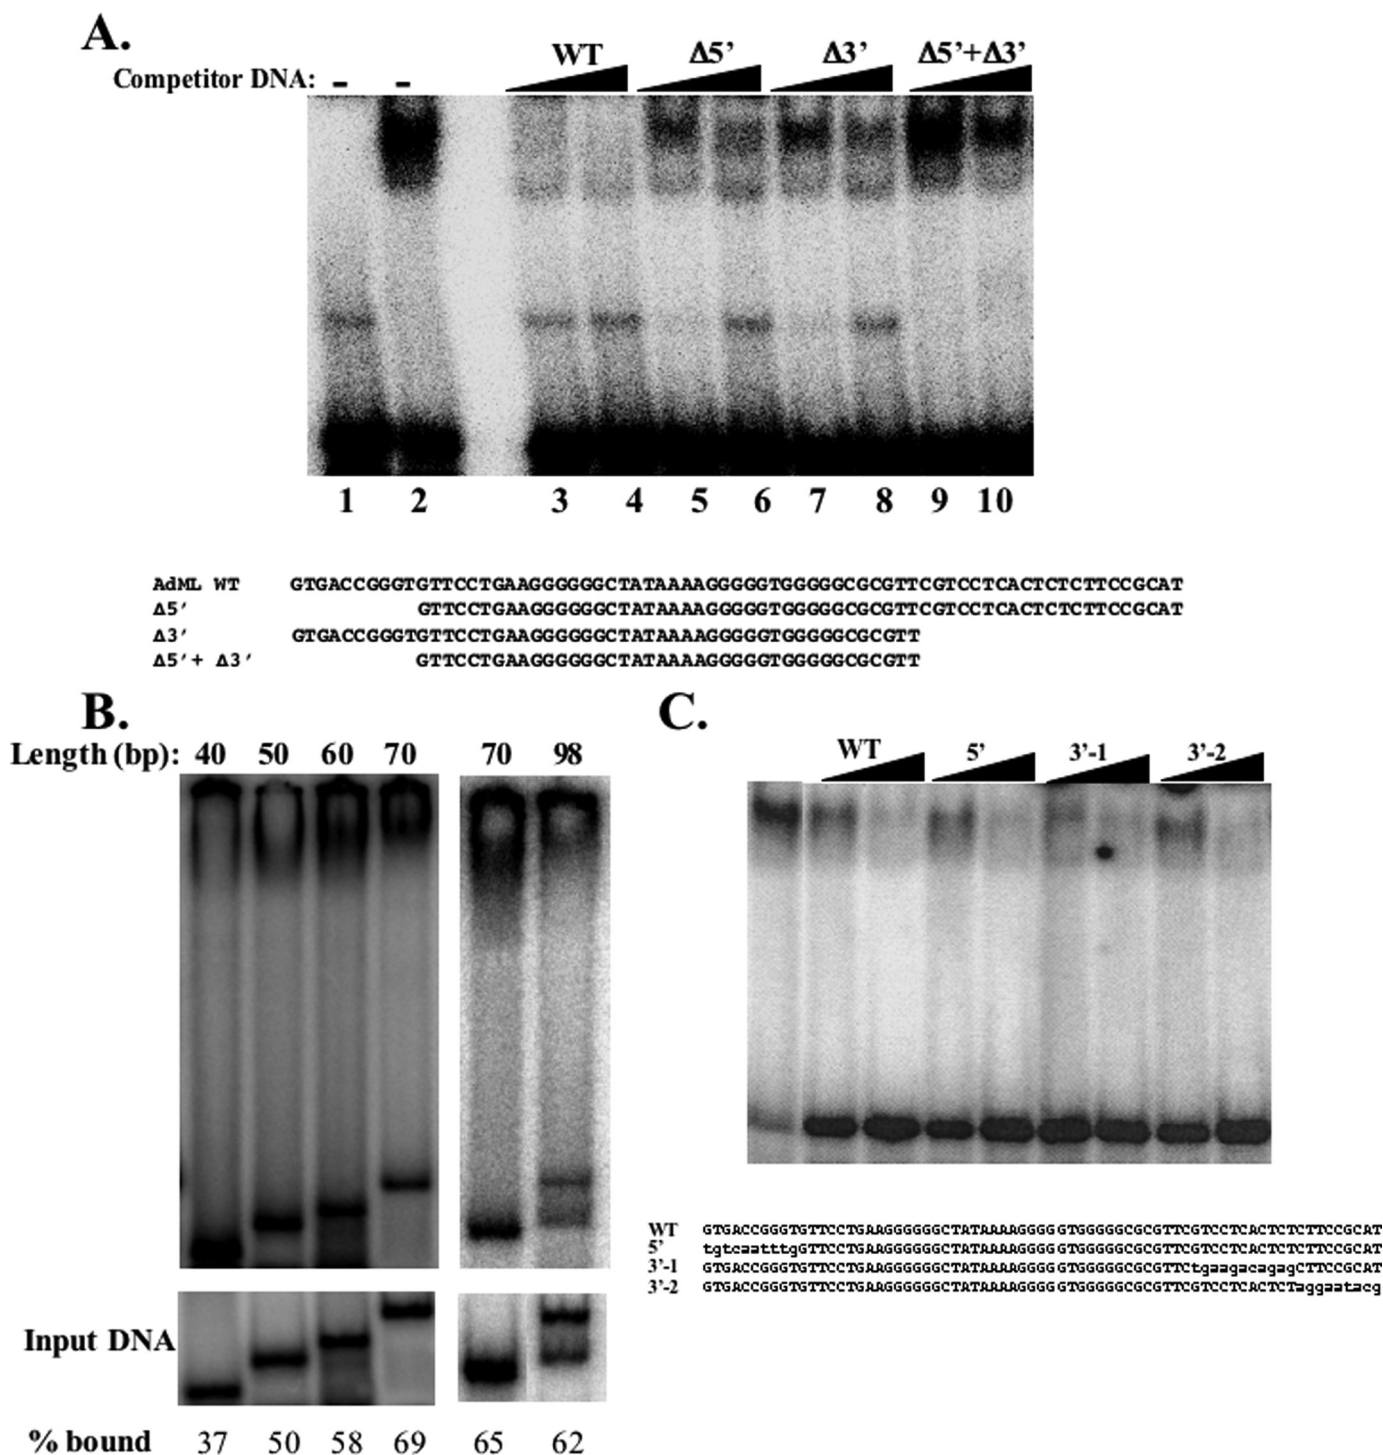 A.
WT Δ5' Δ3' Δ5'+Δ3'
Competitor DNA: - -
1 2 3 4 5 6 7 8 9 10
AdML WT GTGACCGGGTGTTCCTGAAGGGGGGCTATAAAAGGGGGTGGGGGCGCGTTCGTCCTCACTCTCTTCCGCAT
Δ5' GTTCCTGAAGGGGGGCTATAAAAGGGGGTGGGGGCGCGTTCGTCCTCACTCTCTTCCGCAT
Δ3' GTGACCGGGTGTTCCTGAAGGGGGGCTATAAAAGGGGGTGGGGGCGCGTT
Δ5'+ Δ3' GTTCCTGAAGGGGGGCTATAAAAGGGGGTGGGGGCGCGTT
B.
Length (bp): 40 50 60 70 70 98
Input DNA
% bound 37 50 58 69 65 62
C.
WT 5' 3'-1 3'-2
WT GTGACCGGGTGTTCCTGAAGGGGGGCTATAAAAGGGGGTGGGGGCGCGTTCGTCCTCACTCTCTTCCGCAT
5' tgtcaatttgGTTCCTGAAGGGGGGCTATAAAAGGGGGTGGGGGCGCGTTCGTCCTCACTCTCTTCCGCAT
3'-1 GTGACCGGGTGTTCCTGAAGGGGGGCTATAAAAGGGGGTGGGGGCGCGTTCtgaagacagagCTTCCGCAT
3'-2 GTGACCGGGTGTTCCTGAAGGGGGGCTATAAAAGGGGGTGGGGGCGCGTTCGTCCTCACTCTaggaatacg